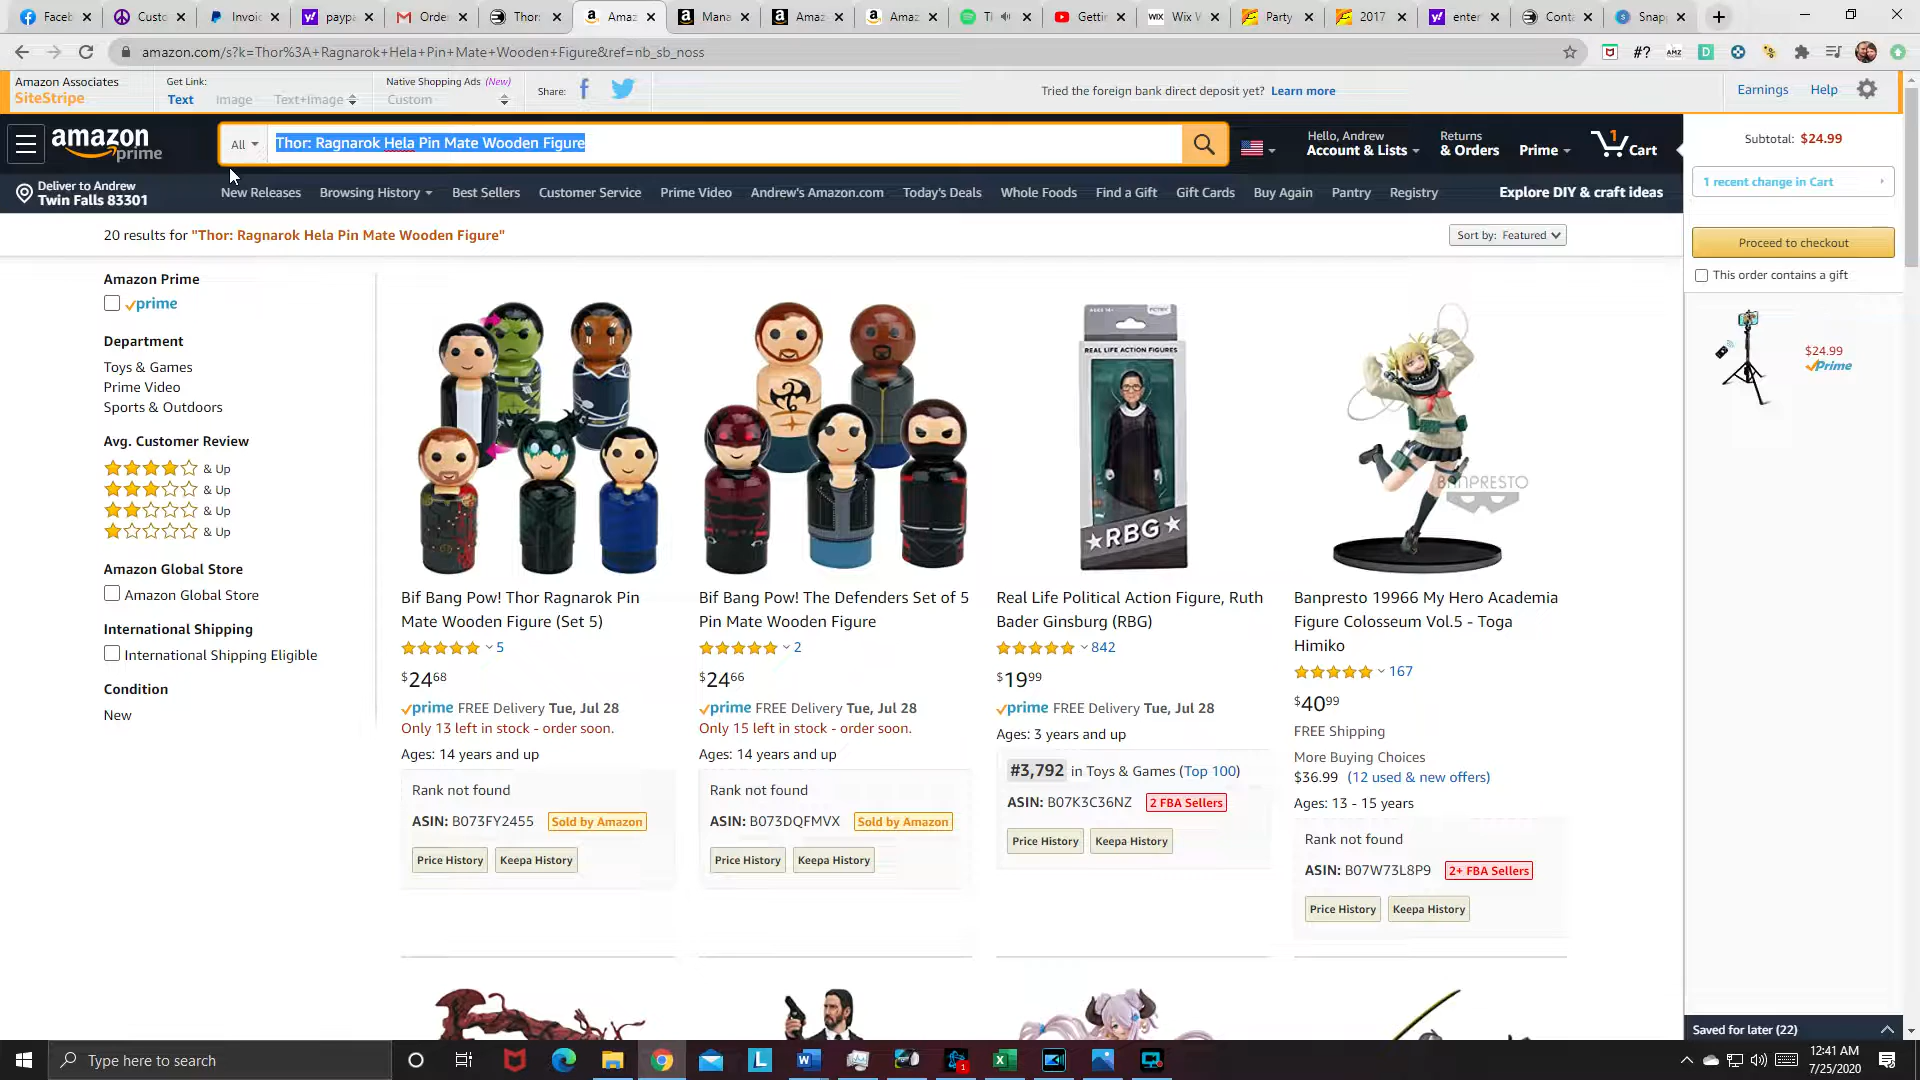 Faceb
Custo
Invoic
paypa
Orde
Thor:
Amaz
Mana
Amaz
Amaz
Ti
Gettir
WIX Wix W
Party
2017
enter
Conta
Snapp
amazon.com/s?k=Thor%3A+Ragnarok+Hela+Pin+Mate+Wooden+Figure&ref=nb_sb_noss
#?
AMZ
D
Amazon Associates
SiteStripe
Get Link:
Text
Image
Text+Image
Native Shopping Ads (New)
Custom
Share:
Tried the foreign bank direct deposit yet? Learn more
Earnings
Help
amazon
prime
All
Thor: Ragnarok Hela Pin Mate Wooden Figure
Hello, Andrew
Account & Lists
Returns
& Orders
Prime
1
Cart
Subtotal: $24.99
Deliver to Andrew
Twin Falls 83301
New Releases
Browsing History
Best Sellers
Customer Service
Prime Video
Andrew's Amazon.com
Today's Deals
Whole Foods
Find a Gift
Gift Cards
Buy Again
Pantry
Registry
Explore DIY & craft ideas
1 recent change in Cart
20 results for "Thor: Ragnarok Hela Pin Mate Wooden Figure"
Sort by: Featured
Proceed to checkout
This order contains a gift
$24.99
Prime
Amazon Prime
prime
Department
Toys & Games
Prime Video
Sports & Outdoors
Avg. Customer Review
& Up
& Up
& Up
& Up
Amazon Global Store
Amazon Global Store
International Shipping
International Shipping Eligible
Condition
New
AGES 14+
REAL LIFE ACTION FIGURES
RBG
BANPRESTO
Bif Bang Pow! Thor Ragnarok Pin
Mate Wooden Figure (Set 5)
5
$24 68
prime FREE Delivery Tue, Jul 28
Only 13 left in stock - order soon.
Ages: 14 years and up
Rank not found
ASIN: B073FY2455 Sold by Amazon
Price History
Keepa History
Bif Bang Pow! The Defenders Set of 5
Pin Mate Wooden Figure
2
$24 66
prime FREE Delivery Tue, Jul 28
Only 15 left in stock - order soon.
Ages: 14 years and up
Rank not found
ASIN: B073DQFMVX Sold by Amazon
Price History
Keepa History
Real Life Political Action Figure, Ruth
Bader Ginsburg (RBG)
842
$19 99
prime FREE Delivery Tue, Jul 28
Ages: 3 years and up
#3,792 in Toys & Games (Top 100)
ASIN: B07K3C36NZ 2 FBA Sellers
Price History
Keepa History
Banpresto 19966 My Hero Academia
Figure Colosseum Vol.5 - Toga
Himiko
167
$40 99
FREE Shipping
More Buying Choices
$36.99 (12 used & new offers)
Ages: 13 - 15 years
Rank not found
ASIN: B07W73L8P9 2+ FBA Sellers
Price History
Keepa History
Saved for later (22)
Type here to search
L
1
12:41 AM
7/25/2020